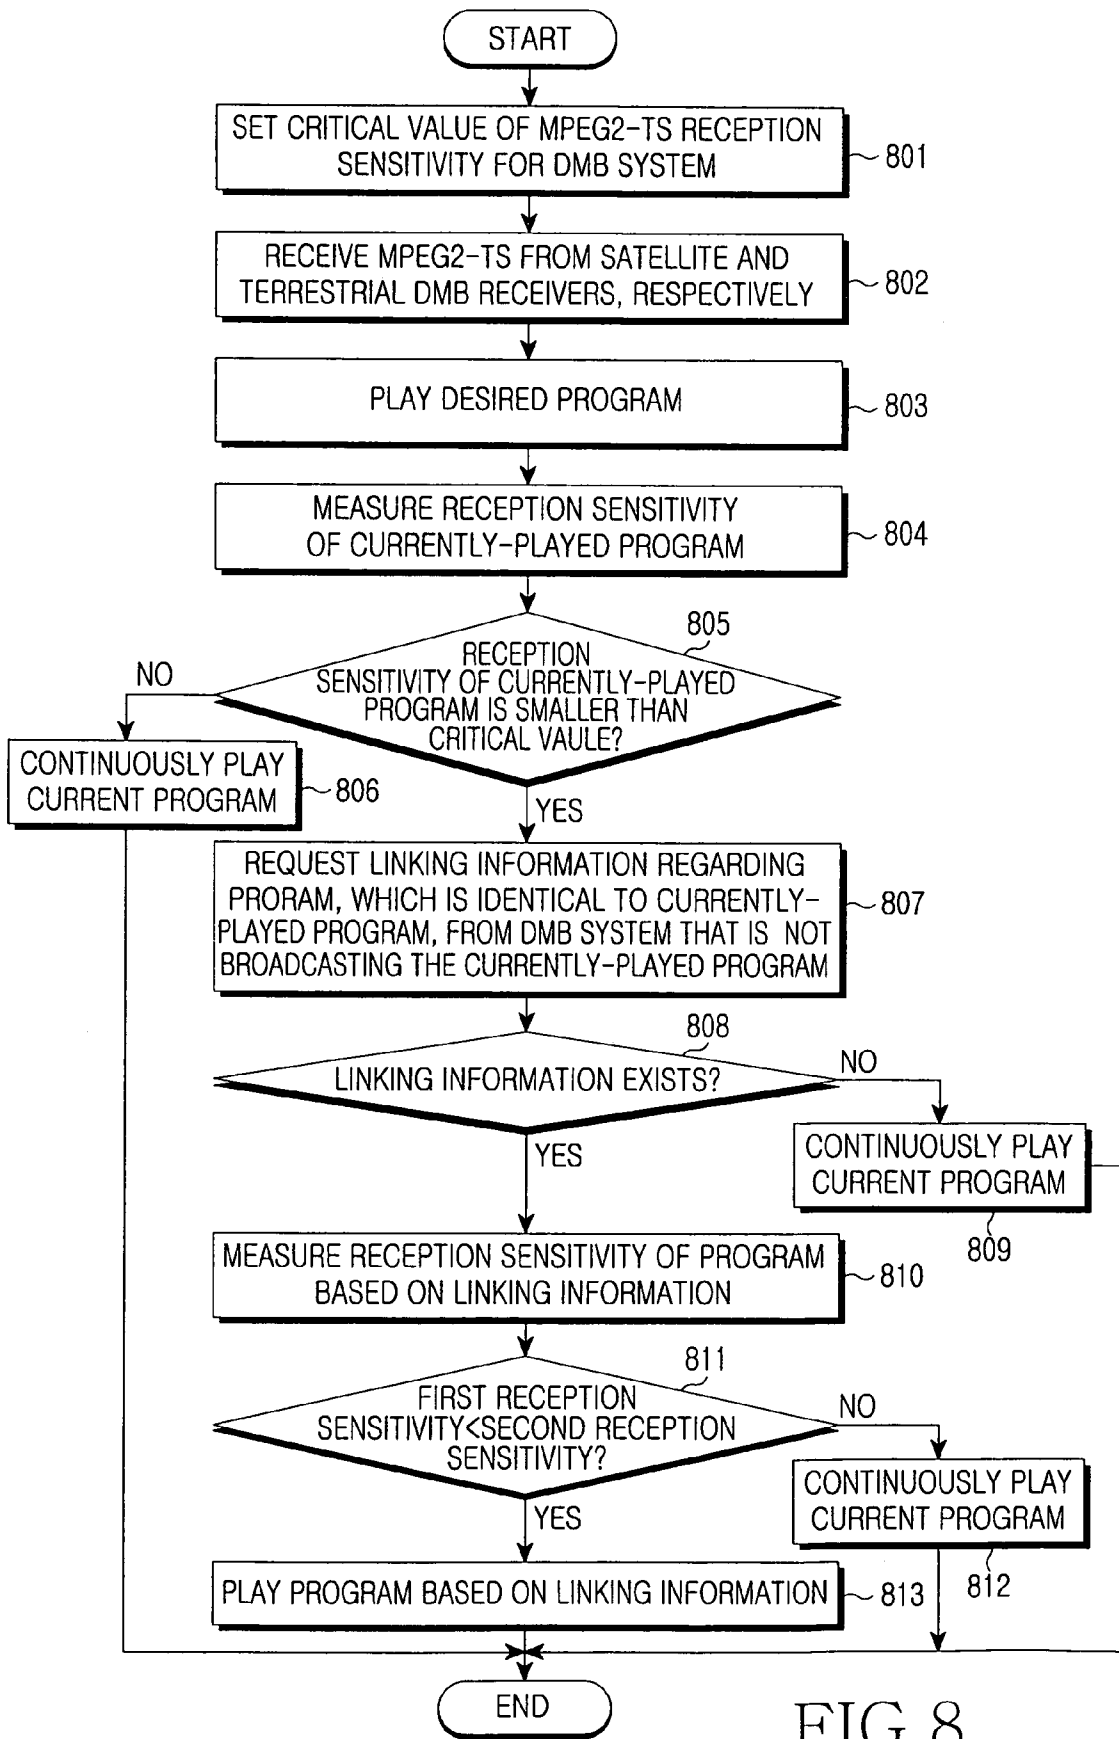 START
SET CRITICAL VALUE OF MPEG2-TS RECEPTION
SENSITIVITY FOR DMB SYSTEM
801
RECEIVE MPEG2-TS FROM SATELLITE AND
TERRESTRIAL DMB RECEIVERS, RESPECTIVELY
802
PLAY DESIRED PROGRAM
803
MEASURE RECEPTION SENSITIVITY
OF CURRENTLY-PLAYED PROGRAM
804
805
RECEPTION
SENSITIVITY OF CURRENTLY-PLAYED
PROGRAM IS SMALLER THAN
CRITICAL VAULE?
NO
CONTINUOUSLY PLAY
CURRENT PROGRAM
806
YES
REQUEST LINKING INFORMATION REGARDING
PRORAM, WHICH IS IDENTICAL TO CURRENTLY-
PLAYED PROGRAM, FROM DMB SYSTEM THAT IS NOT
BROADCASTING THE CURRENTLY-PLAYED PROGRAM
807
808
LINKING INFORMATION EXISTS?
NO
YES
CONTINUOUSLY PLAY
CURRENT PROGRAM
809
MEASURE RECEPTION SENSITIVITY OF PROGRAM
BASED ON LINKING INFORMATION
810
811
FIRST RECEPTION
SENSITIVITY<SECOND RECEPTION
SENSITIVITY?
NO
YES
CONTINUOUSLY PLAY
CURRENT PROGRAM
812
PLAY PROGRAM BASED ON LINKING INFORMATION
813
END
FIG.8